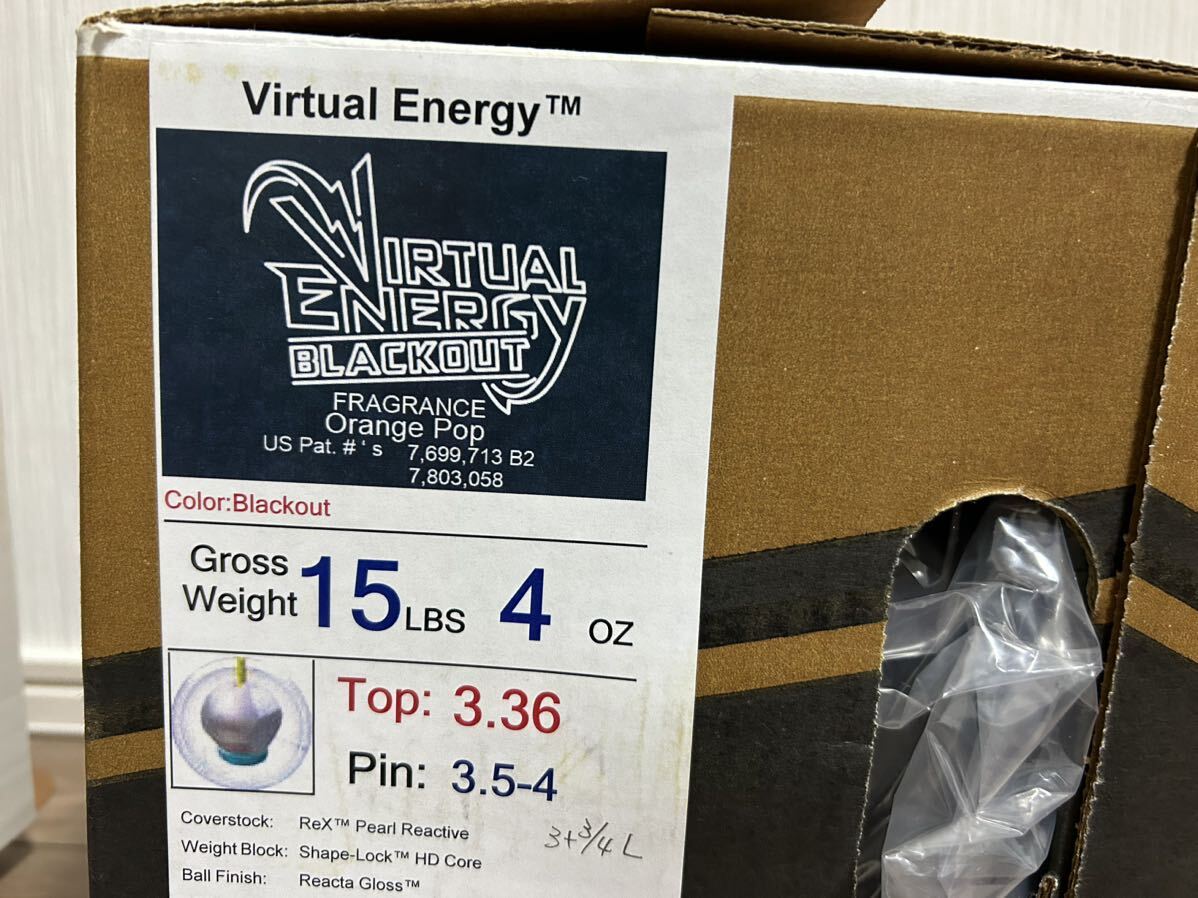 Virtual Energy™
VIRTUAL
ENERGY
BLACKOUT
FRAGRANCE
Orange Pop
US Pat. #‘s 7,699,713 B2
7,803,058
Color:Blackout
Gross Weight 15 LBS 4 OZ
Top: 3.36
Pin: 3.5-4
Coverstock: ReX™ Pearl Reactive
3+3/4 L
Weight Block: Shape-Lock™ HD Core
Ball Finish: Reacta Gloss™